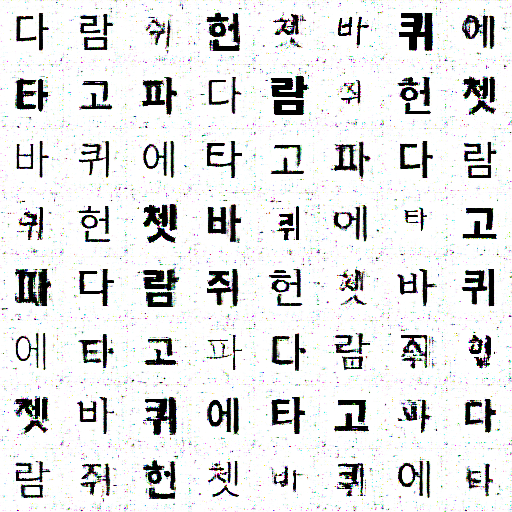 다 람 쥐 헌 쳇 바 퀴 에
타 고 파 다 람 쥐 헌 쳇
바 퀴 에 타 고 파 다 람
쥐 헌 쳇 바 퀴 에 타 고
파 다 람 쥐 헌 쳇 바 퀴
에 타 고 파 다 람 쥐 헌
쳇 바 퀴 에 타 고 파 다
람 쥐 헌 쳇 바 퀴 에 타